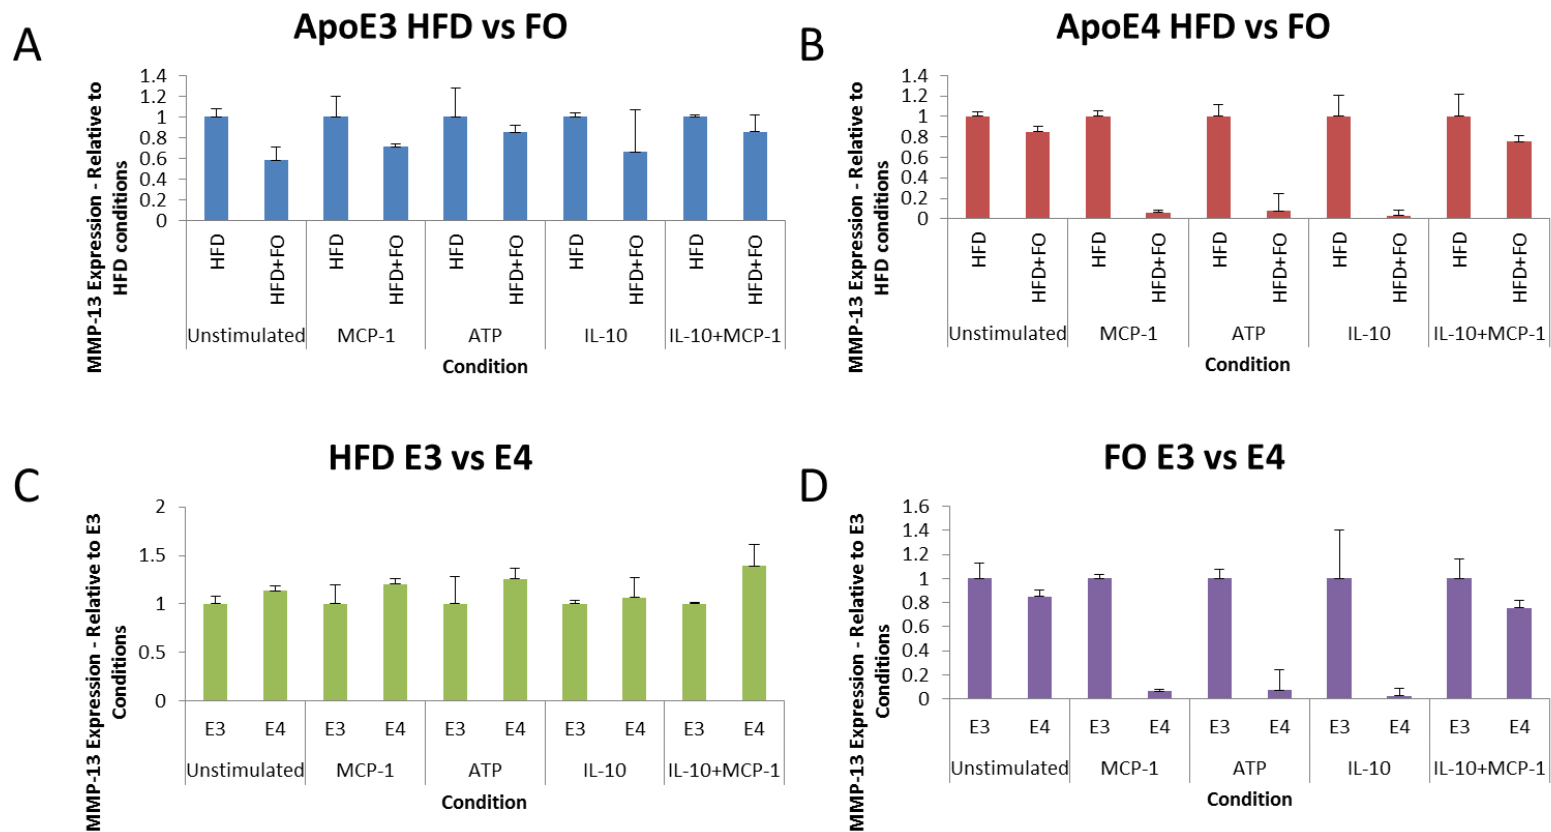 A
ApoE3 HFD vs FO
MMP-13 Expression - Relative to
HFD conditions
1.4
1.2
1
0.8
0.6
0.4
0.2
0
HFD
HFD+FO
HFD
HFD+FO
HFD
HFD+FO
HFD
HFD+FO
HFD
HFD+FO
Unstimulated
MCP-1
ATP
IL-10
IL-10+MCP-1
Condition
B
ApoE4 HFD vs FO
MMP-13 Expression - Relative to
HFD conditions
1.4
1.2
1
0.8
0.6
0.4
0.2
0
HFD
HFD+FO
HFD
HFD+FO
HFD
HFD+FO
HFD
HFD+FO
HFD
HFD+FO
Unstimulated
MCP-1
ATP
IL-10
IL-10+MCP-1
Condition
C
HFD E3 vs E4
MMP-13 Expression - Relative to E3
Conditions
2
1.5
1
0.5
0
E3 E4 E3 E4 E3 E4 E3 E4 E3 E4
Unstimulated
MCP-1
ATP
IL-10
IL-10+MCP-1
Condition
D
FO E3 vs E4
MMP-13 Expression - Relative to E3
Conditions
1.6
1.4
1.2
1
0.8
0.6
0.4
0.2
0
E3 E4 E3 E4 E3 E4 E3 E4 E3 E4
Unstimulated
MCP-1
ATP
IL-10
IL-10+MCP-1
Condition